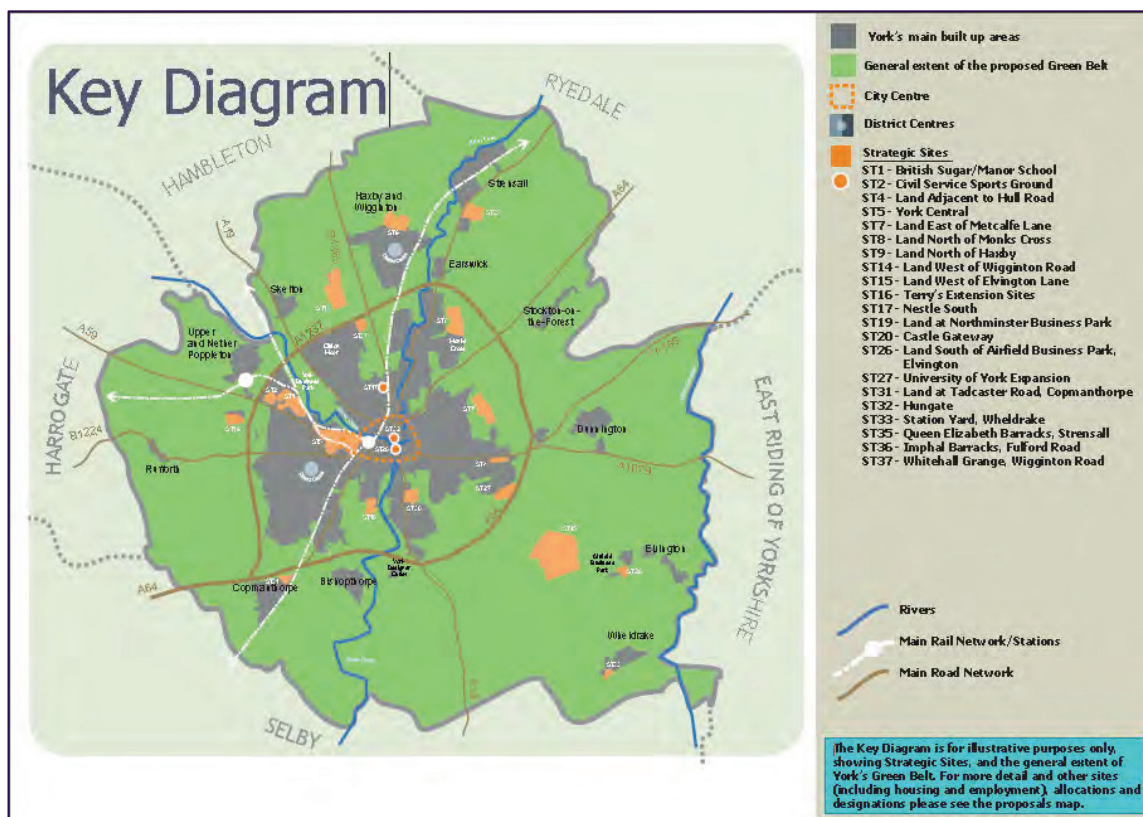 Key Diagram
RYEDALE
HAMBLETON
A64
Strensall
Haxby and
Wigginton
A19
Earswick
Skelton
Stockton-on-
the-Forest
A59
A1237
Upper
and Nether
Poppleton
HARROGATE
B1224
Rufforth
Dunnington
A1079
EAST RIDING OF YORKSHIRE
ST27
ST36
Elvington
A64
Copmanthorpe
Bishopthorpe
Wheldrake
SELBY
York's main built up areas
General extent of the proposed Green Belt
City Centre
District Centres
Strategic Sites
ST1 - British Sugar/Manor School
ST2 - Civil Service Sports Ground
ST4 - Land Adjacent to Hull Road
ST5 - York Central
ST7 - Land East of Metcalfe Lane
ST8 - Land North of Monks Cross
ST9 - Land North of Haxby
ST14 - Land West of Wigginton Road
ST15 - Land West of Elvington Lane
ST16 - Terry's Extension Sites
ST17 - Nestle South
ST19 - Land at Northminster Business Park
ST20 - Castle Gateway
ST26 - Land South of Airfield Business Park,
Elvington
ST27 - University of York Expansion
ST31 - Land at Tadcaster Road, Copmanthorpe
ST32 - Hungate
ST33 - Station Yard, Wheldrake
ST35 - Queen Elizabeth Barracks, Strensall
ST36 - Imphal Barracks, Fulford Road
ST37 - Whitehall Grange, Wigginton Road
Rivers
Main Rail Network/Stations
Main Road Network
The Key Diagram is for illustrative purposes only,
showing Strategic Sites, and the general extent of
York's Green Belt. For more detail and other sites
(including housing and employment), allocations and
designations please see the proposals map.